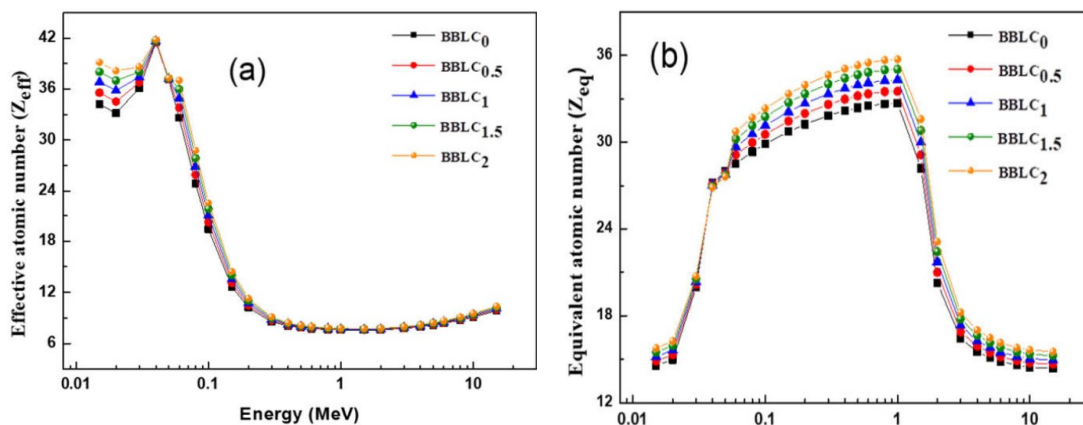 Effective atomic number (Z_eff)
42
36
30
24
18
12
6
(a)
BBLC0
BBLC0.5
BBLC1
BBLC1.5
BBLC2
0.01
0.1
1
10
Energy (MeV)
Equivalent atomic number (Z_eq)
36
30
24
18
12
(b)
BBLC0
BBLC0.5
BBLC1
BBLC1.5
BBLC2
0.01
0.1
1
10